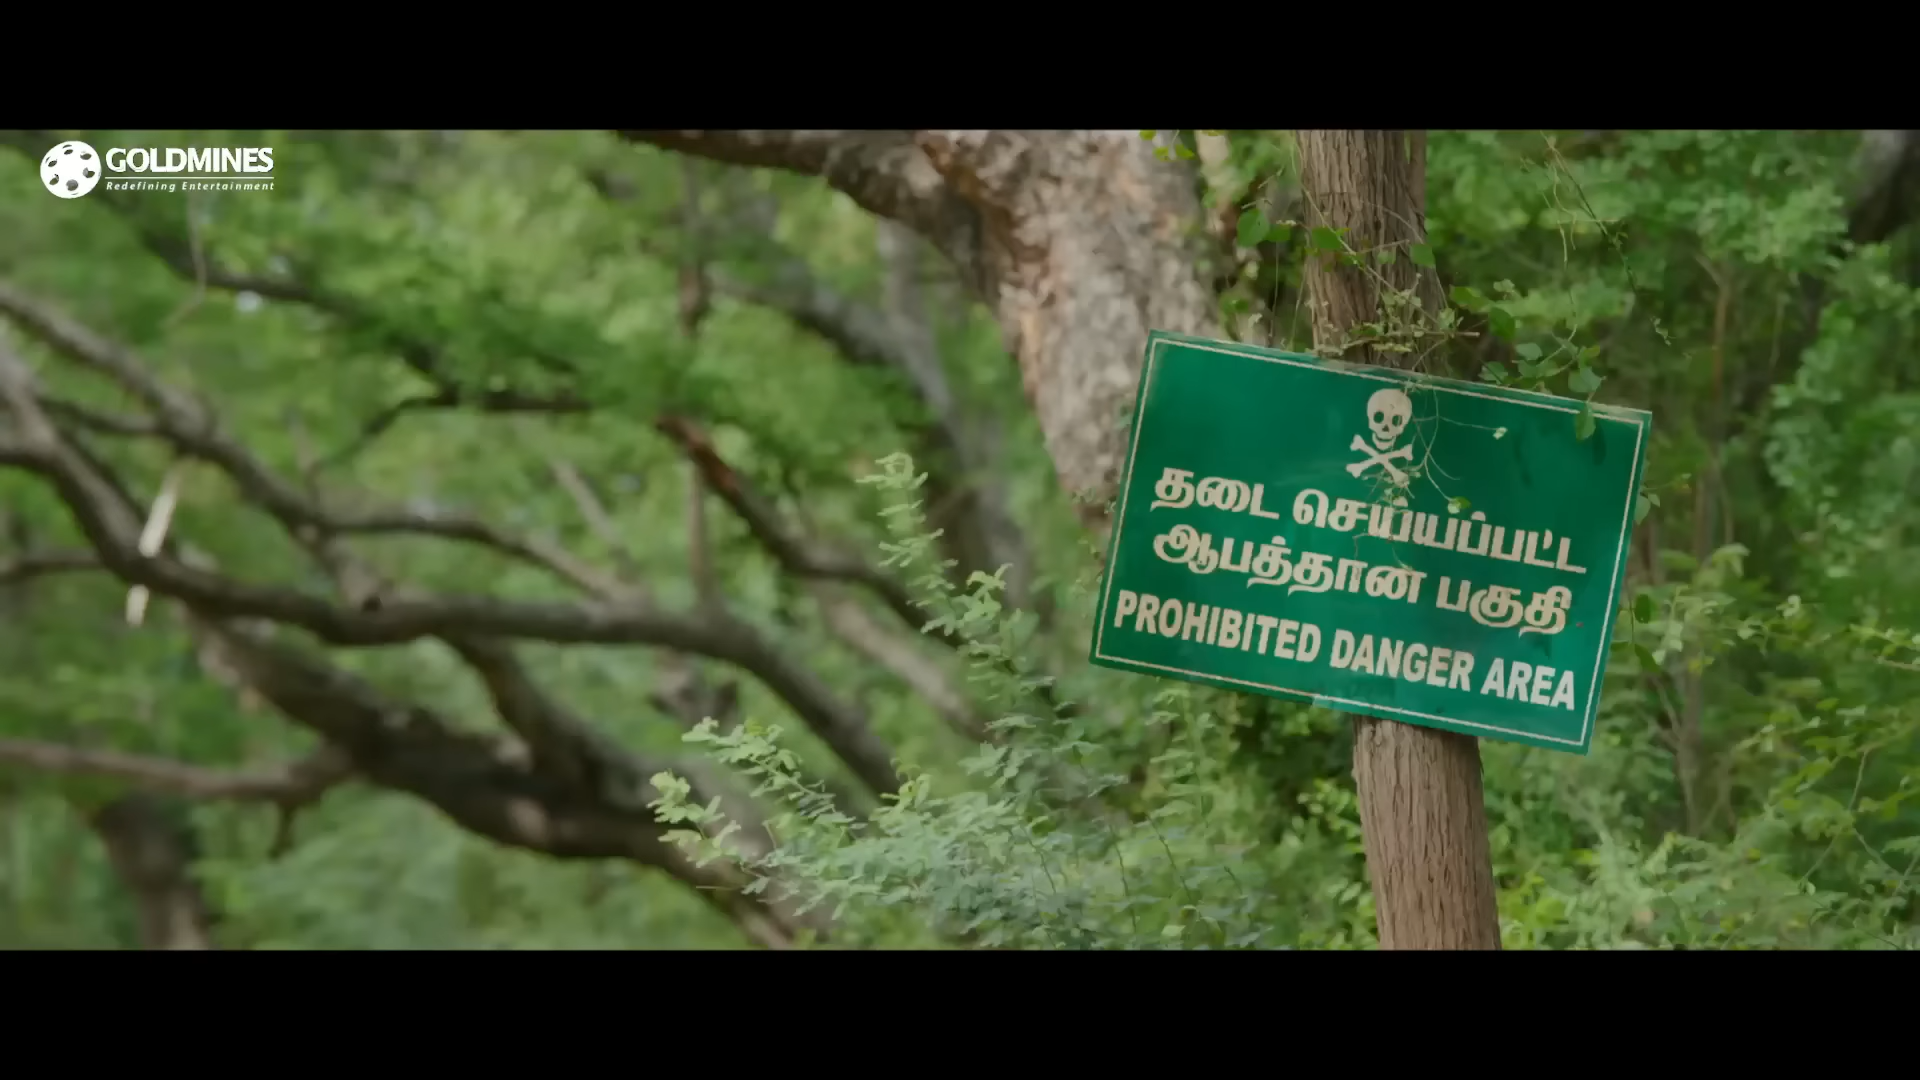 GOLDMINES
Redefining Entertainment
தடை செய்யப்பட்ட
ஆபத்தான பகுதி
PROHIBITED DANGER AREA